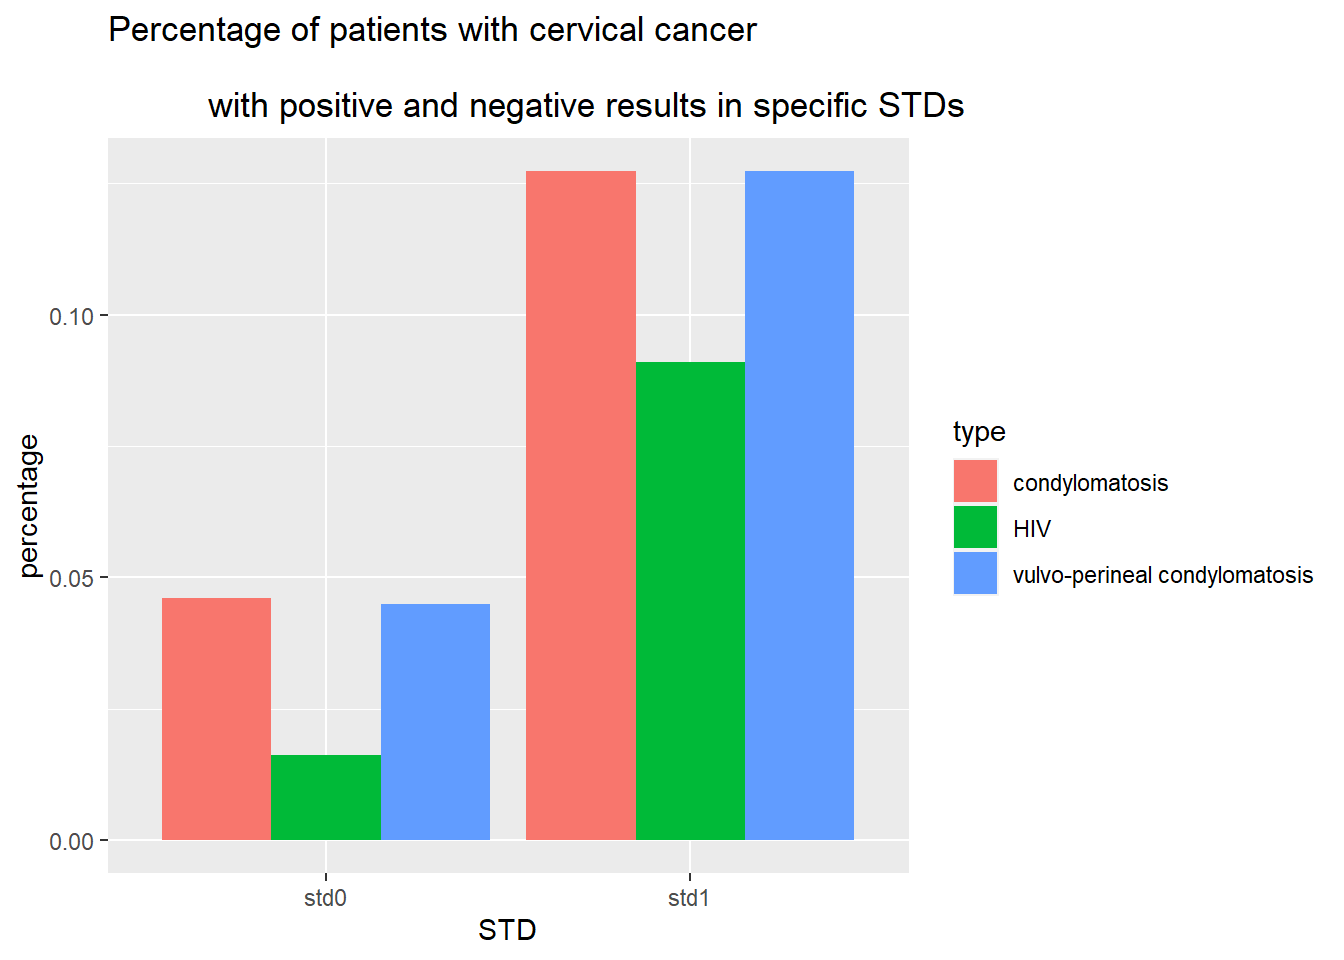 Percentage of patients with cervical cancer
with positive and negative results in specific STDs
percentage
0.10
0.05
0.00
std0
std1
STD
type
condylomatosis
HIV
vulvo-perineal condylomatosis